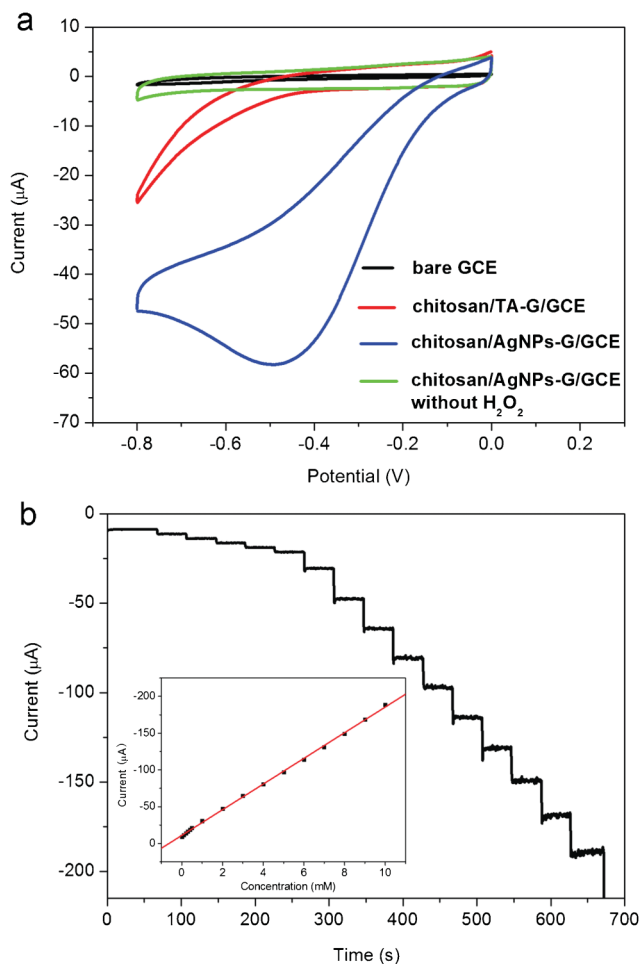 a
10
0
-10
-20
-30
-40
-50
-60
-70
Current (μA)
bare GCE
chitosan/TA-G/GCE
chitosan/AgNPs-G/GCE
chitosan/AgNPs-G/GCE
without H₂O₂
-0.8 -0.6 -0.4 -0.2 0.0 0.2
Potential (V)
b
0
-50
-100
-150
-200
Current (μA)
-200
-150
-100
-50
0
Current (μA)
0 2 4 6 8 10
Concentration (mM)
0 100 200 300 400 500 600 700
Time (s)